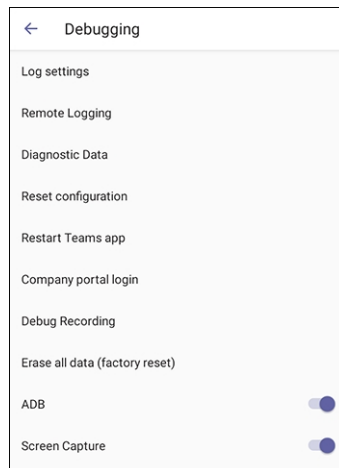 Debugging
Log settings
Remote Logging
Diagnostic Data
Reset configuration
Restart Teams app
Company portal login
Debug Recording
Erase all data (factory reset)
ADB
Screen Capture